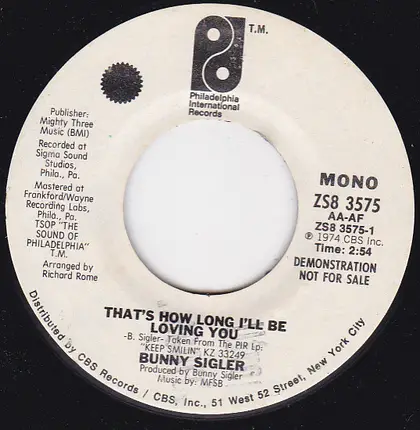 T.M.
Philadelphia
International
Records
Publisher:
Mighty Three
Music (BMI)
Recorded at
Sigma Sound
Studios,
Phila., Pa.
Mastered at
Frankford/Wayne
Recording Labs,
Phila., Pa.
TSOP "THE
SOUND OF
PHILADELPHIA"
T.M.
Arranged by
Richard Rome
MONO
ZS8 3575
AA-AF
ZS8 3575-1
℗ 1974 CBS Inc.
Time: 2:54
DEMONSTRATION
NOT FOR SALE
THAT'S HOW LONG I'LL BE
LOVING YOU
-B. Sigler- Taken From The PIR Lp:
"KEEP SMILIN" KZ 33249
BUNNY SIGLER
Produced by Bunny Sigler
Music by: MFSB
Distributed by CBS Records / CBS, Inc., 51 West 52 Street, New York City